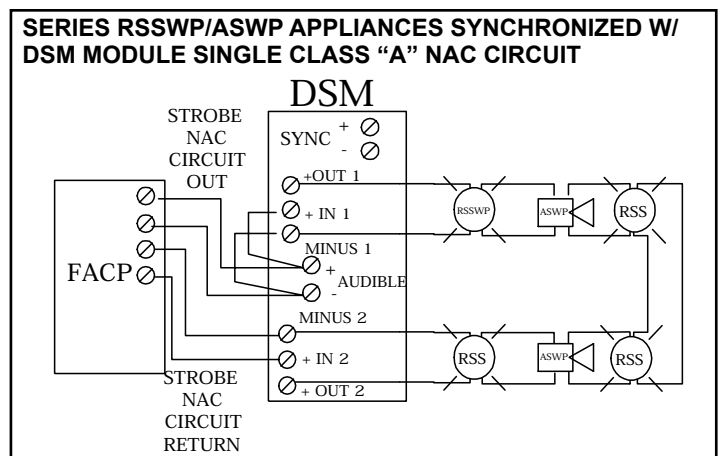 SERIES RSSWP/ASWP APPLIANCES SYNCHRONIZED W/
DSM MODULE SINGLE CLASS “A” NAC CIRCUIT
DSM
STROBE
NAC
CIRCUIT
OUT
SYNC + -
+OUT 1
+ IN 1
MINUS 1
+
AUDIBLE
-
MINUS 2
+ IN 2
+ OUT 2
FACP
STROBE
NAC
CIRCUIT
RETURN
RSSWP
ASWP
RSS
RSS
ASWP
RSS